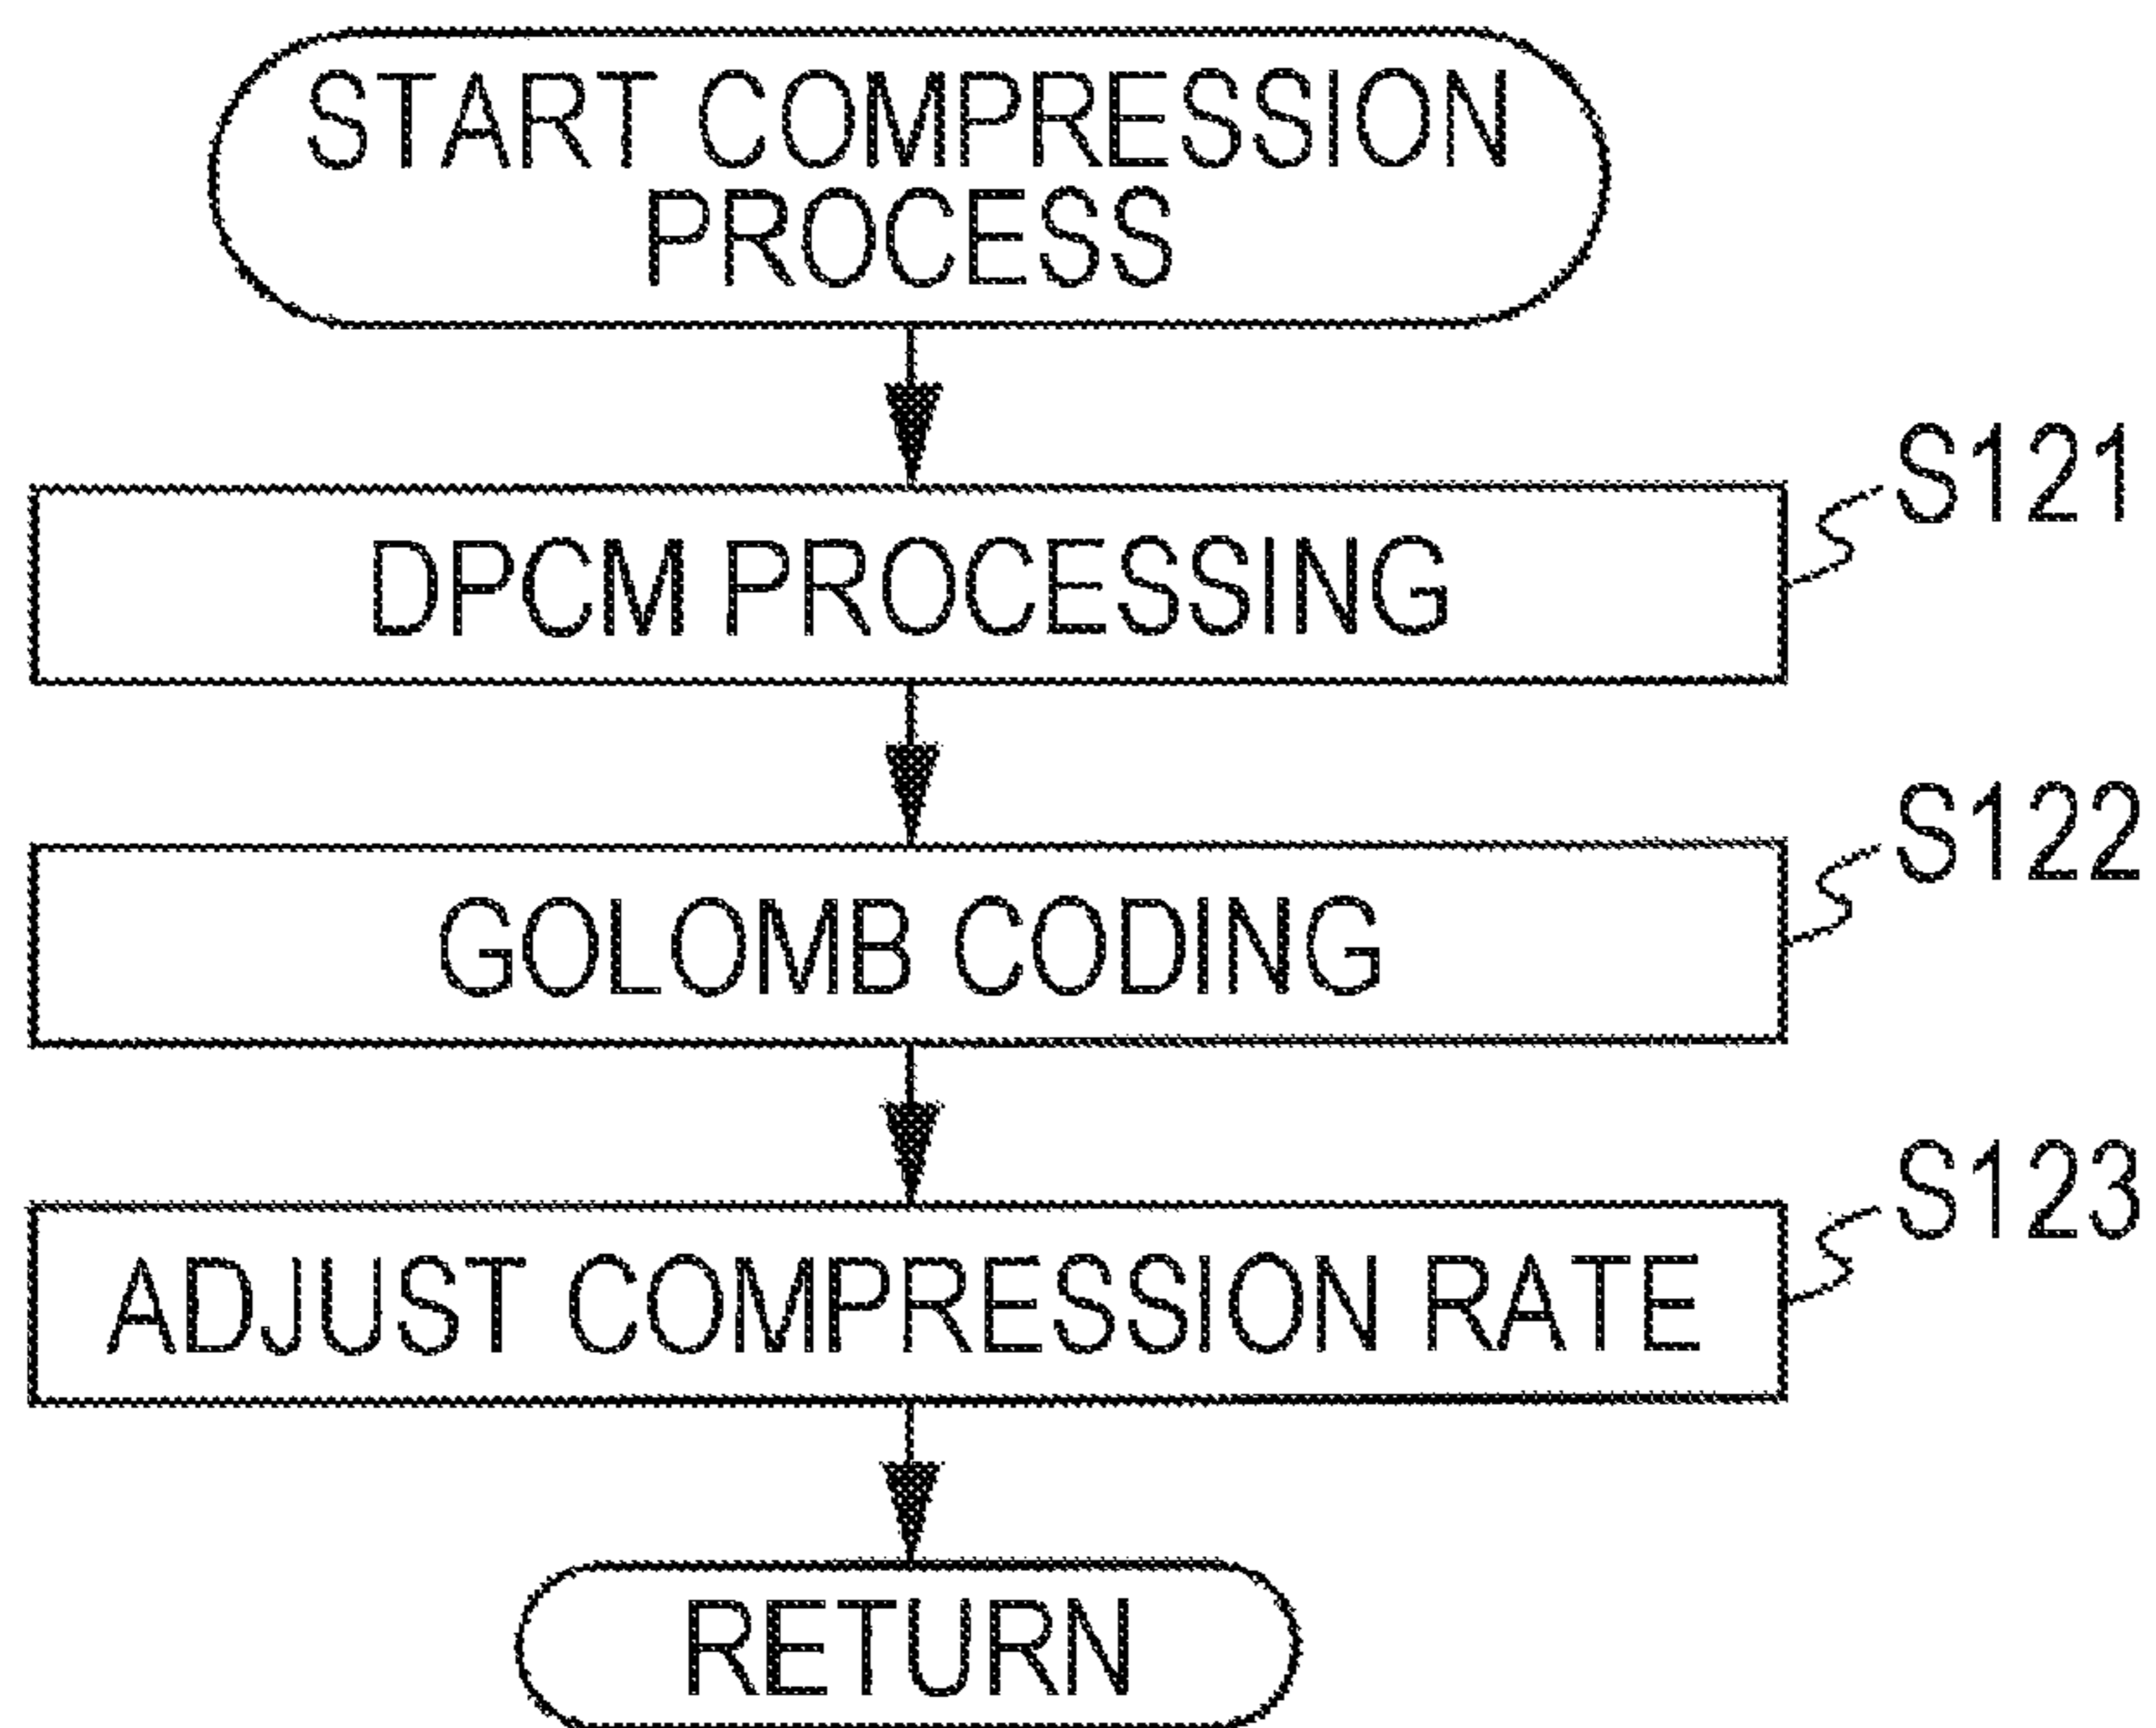 START COMPRESSION
PROCESS
S121
DPCM PROCESSING
S122
GOLOMB CODING
S123
ADJUST COMPRESSION RATE
RETURN